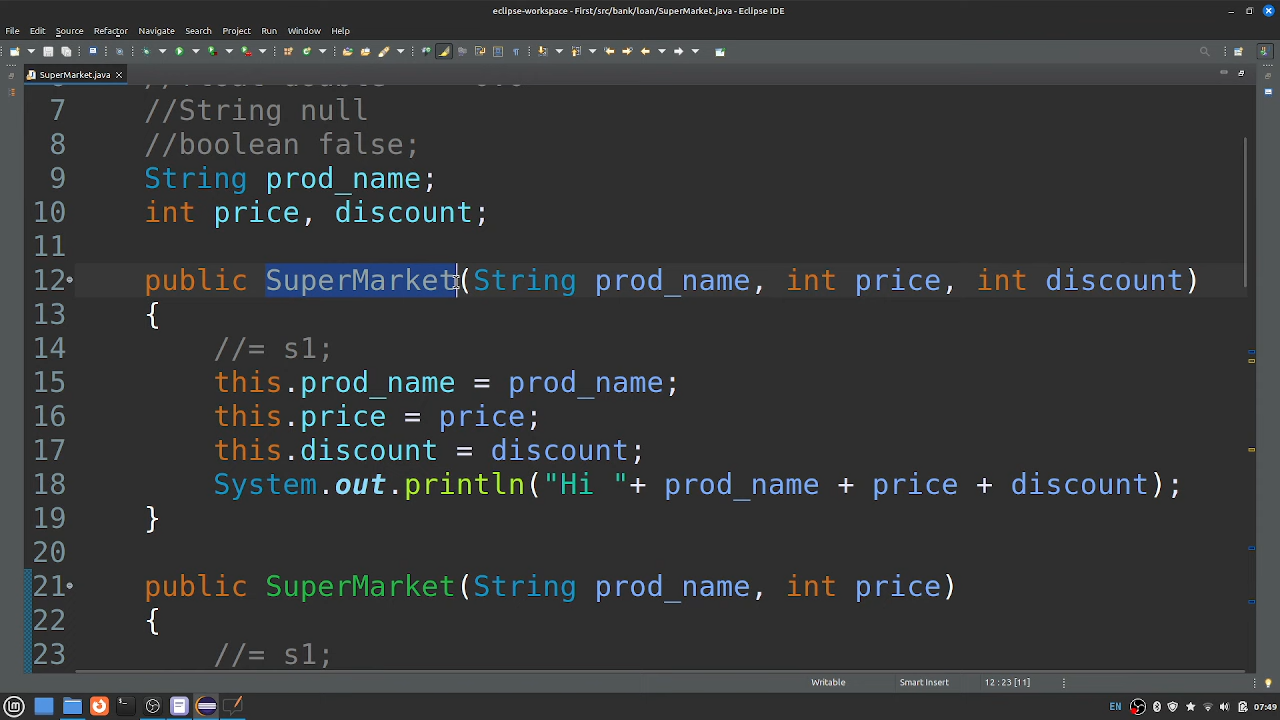 eclipse-workspace - First/src/bank/loan/SuperMarket.java - Eclipse IDE
File Edit Source Refactor Navigate Search Project Run Window Help
SuperMarket.java
7 //String null
8 //boolean false;
9 String prod_name;
10 int price, discount;
11
12 public SuperMarket(String prod_name, int price, int discount)
13 {
14 //= s1;
15 this.prod_name = prod_name;
16 this.price = price;
17 this.discount = discount;
18 System.out.println("Hi "+ prod_name + price + discount);
19 }
20
21 public SuperMarket(String prod_name, int price)
22 {
23 //= s1;
Writable Smart Insert 12 : 23 [11]
EN 07:49